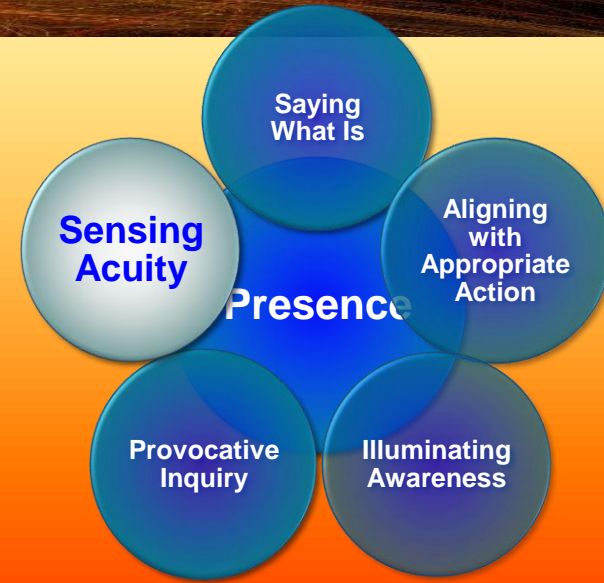 Saying
What Is
Sensing
Acuity
Aligning
with
Appropriate
Action
Presence
Provocative
Inquiry
Illuminating
Awareness